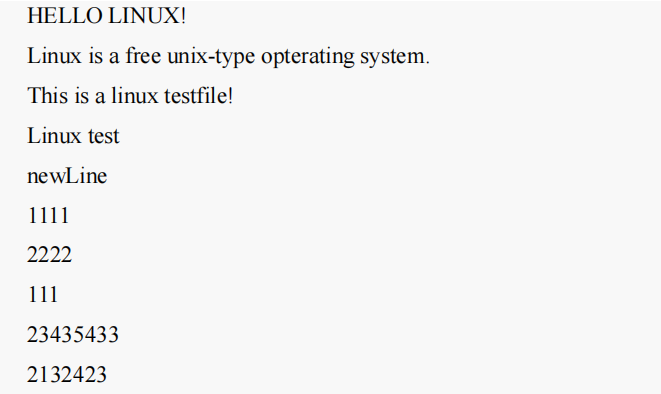 HELLO LINUX!
Linux is a free unix-type opterating system.
This is a linux testfile!
Linux test
newLine
1111
2222
111
23435433
2132423